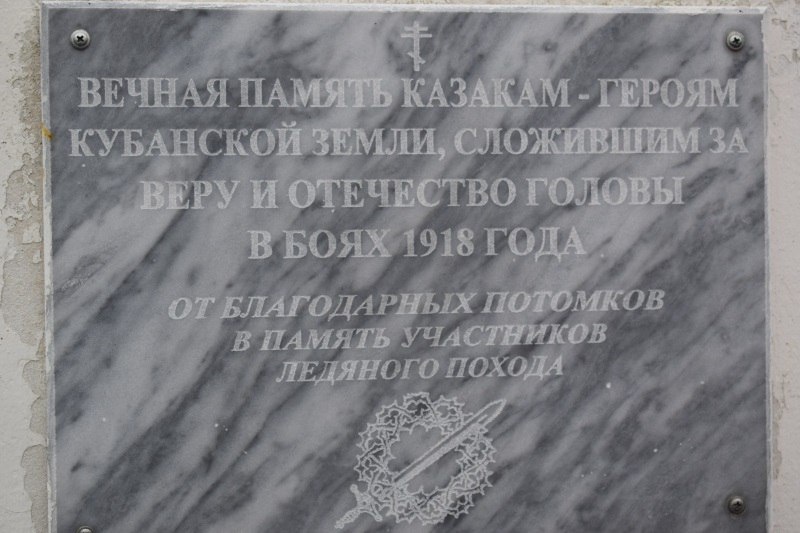 ВЕЧНАЯ ПАМЯТЬ КАЗАКАМ - ГЕРОЯМ
КУБАНСКОЙ ЗЕМЛИ, СЛОЖИВШИМ ЗА
ВЕРУ И ОТЕЧЕСТВО ГОЛОВЫ
В БОЯХ 1918 ГОДА
ОТ БЛАГОДАРНЫХ ПОТОМКОВ
В ПАМЯТЬ УЧАСТНИКОВ
ЛЕДЯНОГО ПОХОДА